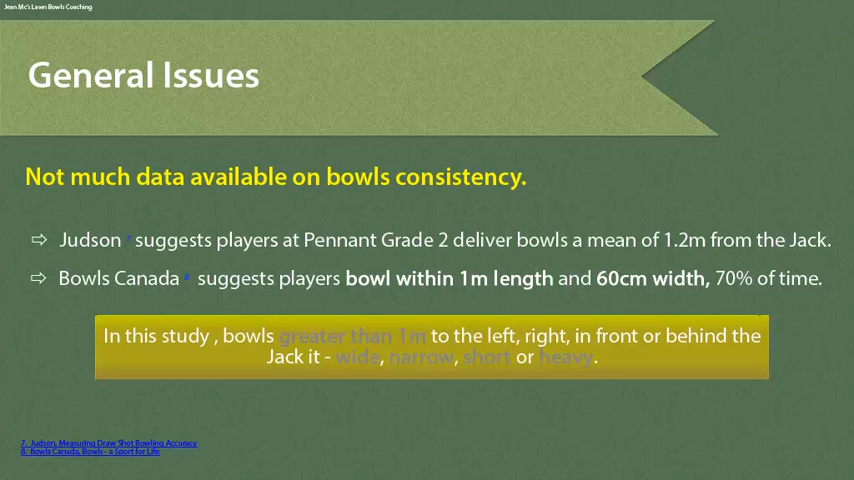 Jean Mc's Lawn Bowls Coaching
General Issues
Not much data available on bowls consistency.
⇨ Judson 7 suggests players at Pennant Grade 2 deliver bowls a mean of 1.2m from the Jack.
⇨ Bowls Canada 8 suggests players bowl within 1m length and 60cm width, 70% of time.
In this study , bowls greater than 1m to the left, right, in front or behind the
Jack it - wide, narrow, short or heavy.
7. Judson, Measuring Draw Shot Bowling Accuracy
8. Bowls Canada, Bowls - a Sport for Life